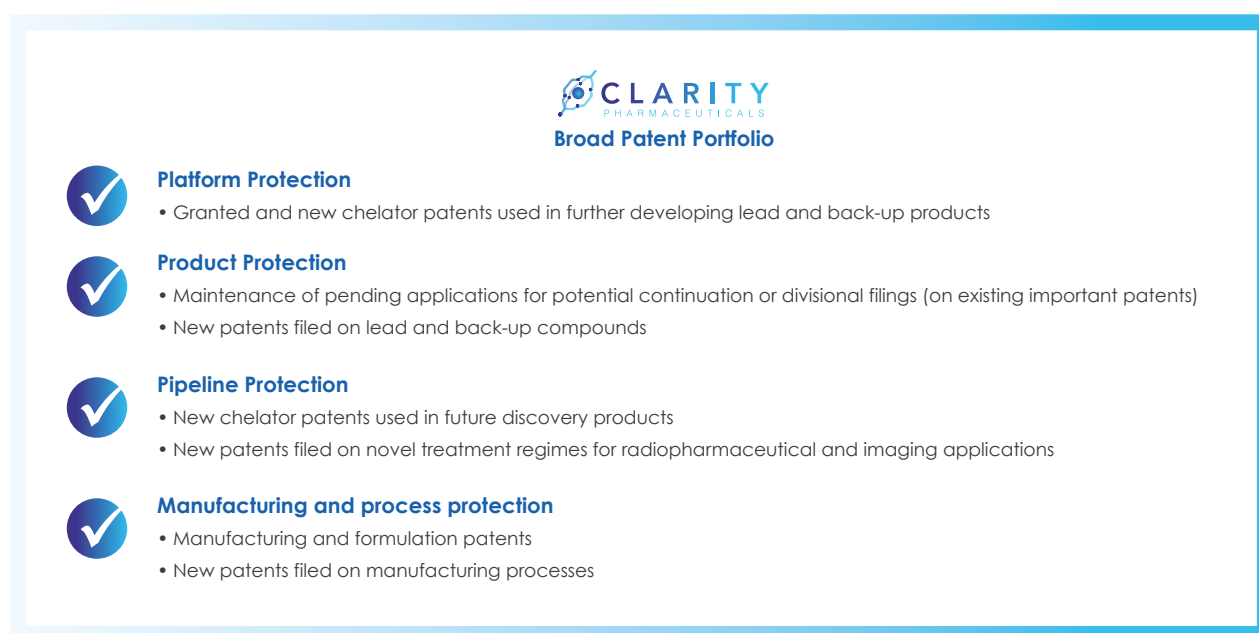 CLARITY
PHARMACEUTICALS
Broad Patent Portfolio
Platform Protection
• Granted and new chelator patents used in further developing lead and back-up products
Product Protection
• Maintenance of pending applications for potential continuation or divisional filings (on existing important patents)
• New patents filed on lead and back-up compounds
Pipeline Protection
• New chelator patents used in future discovery products
• New patents filed on novel treatment regimes for radiopharmaceutical and imaging applications
Manufacturing and process protection
• Manufacturing and formulation patents
• New patents filed on manufacturing processes